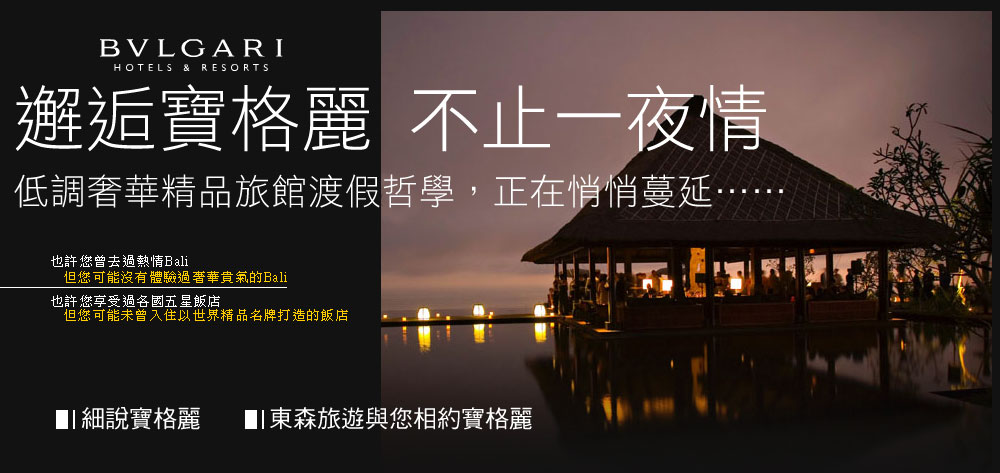 BVLGARI
HOTELS & RESORTS
邂逅寶格麗 不止一夜情
低調奢華精品旅館渡假哲學，正在悄悄蔓延⋯⋯
也許您曾去過熱情Bali
但您可能沒有體驗過奢華貴氣的Bali
也許您享受過各國五星飯店
但您可能未曾入住以世界精品名牌打造的飯店
細說寶格麗
東森旅遊與您相約寶格麗